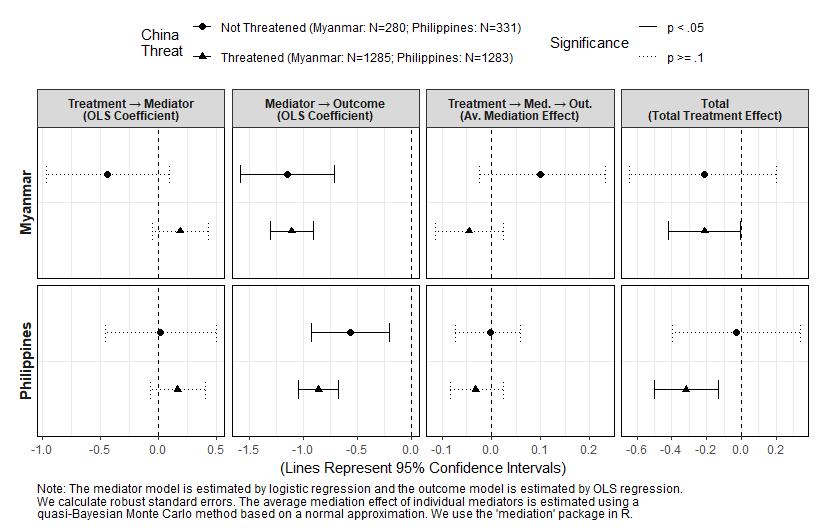 China
Threat
Not Threatened (Myanmar: N=280; Philippines: N=331)
Threatened (Myanmar: N=1285; Philippines: N=1283)
Significance
p < .05
p >= .1
Treatment → Mediator
(OLS Coefficient)
Mediator → Outcome
(OLS Coefficient)
Treatment → Med. → Out.
(Av. Mediation Effect)
Total
(Total Treatment Effect)
Myanmar
Philippines
-1.0 -0.5 0.0 0.5
-1.5 -1.0 -0.5 0.0
-0.1 0.0 0.1 0.2
-0.6 -0.4 -0.2 0.0 0.2
(Lines Represent 95% Confidence Intervals)
Note: The mediator model is estimated by logistic regression and the outcome model is estimated by OLS regression.
We calculate robust standard errors. The average mediation effect of individual mediators is estimated using a
quasi-Bayesian Monte Carlo method based on a normal approximation. We use the 'mediation' package in R.